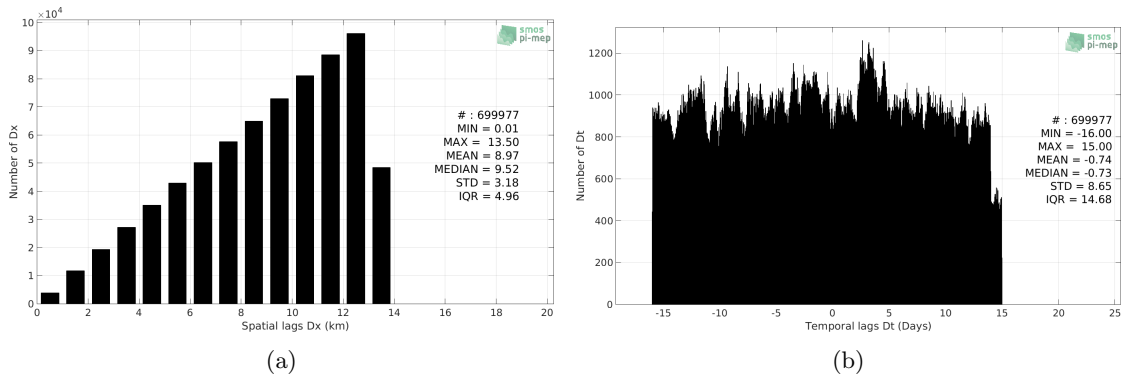 ×10⁴
10
9
8
7
6
5
4
3
2
1
0
Number of Dx
smos
pi-mep
# : 699977
MIN = 0.01
MAX = 13.50
MEAN = 8.97
MEDIAN = 9.52
STD = 3.18
IQR = 4.96
0 2 4 6 8 10 12 14 16 18 20
Spatial lags Dx (km)
(a)
1200
1000
800
600
400
200
0
Number of Dt
smos
pi-mep
# : 699977
MIN = -16.00
MAX = 15.00
MEAN = -0.74
MEDIAN = -0.73
STD = 8.65
IQR = 14.68
-15 -10 -5 0 5 10 15 20 25
Temporal lags Dt (Days)
(b)